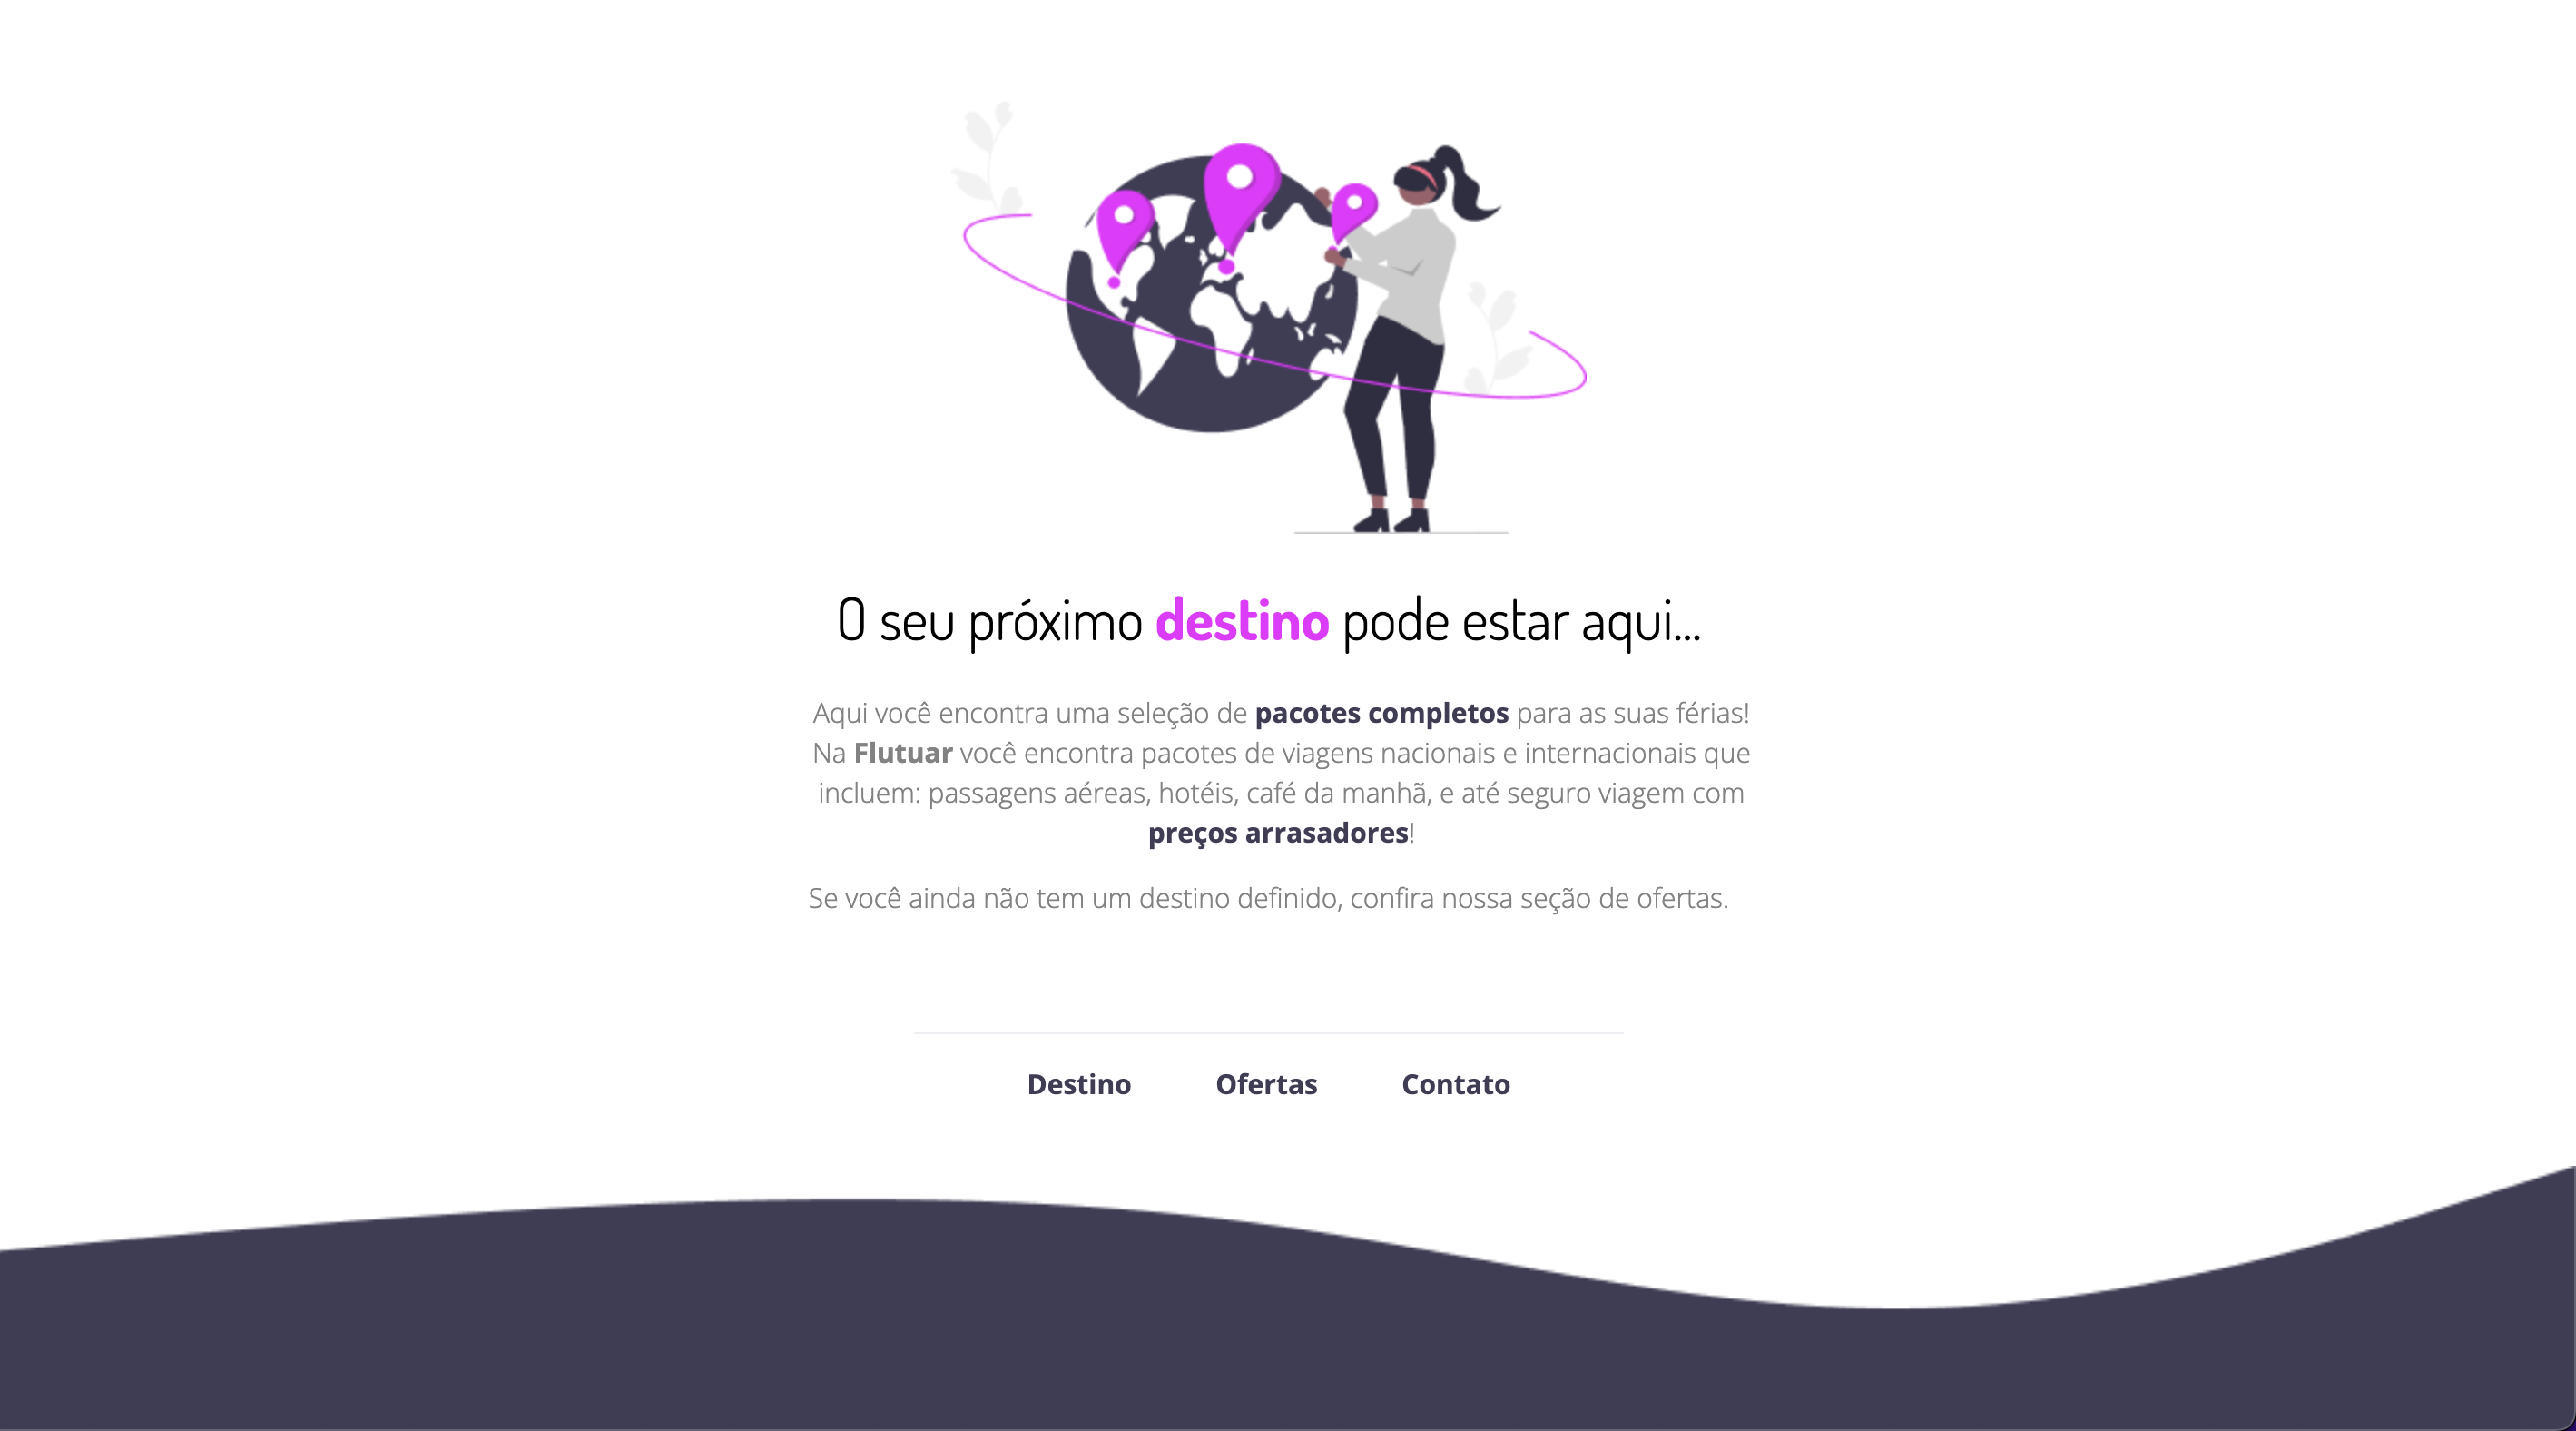 O seu próximo destino pode estar aqui...
Aqui você encontra uma seleção de pacotes completos para as suas férias!
Na Flutuar você encontra pacotes de viagens nacionais e internacionais que
incluem: passagens aéreas, hotéis, café da manhã, e até seguro viagem com
preços arrasadores!
Se você ainda não tem um destino definido, confira nossa seção de ofertas.
Destino Ofertas Contato